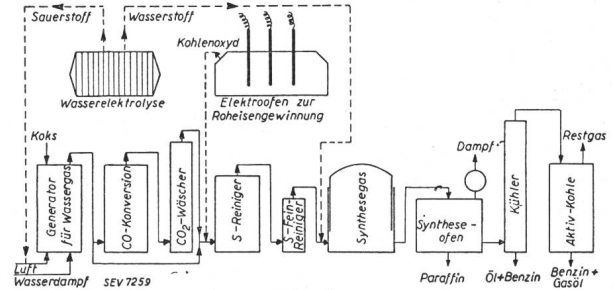 Sauerstoff
Wasserstoff
Kohlenoxyd
Wasserelektrolyse
Elektroofen zur
Roheisengewinnung
Koks
Generator
für Wassergas
CO-Konversion
CO2-Wäscher
S-Reiniger
S-Fein-
Reiniger
Synthesegas
Dampf
Synthese-
ofen
Kühler
Restgas
Aktiv-Kohle
Luft
Wasserdampf
SEV 7259
Paraffin
Öl+Benzin
Benzin+
Gasöl